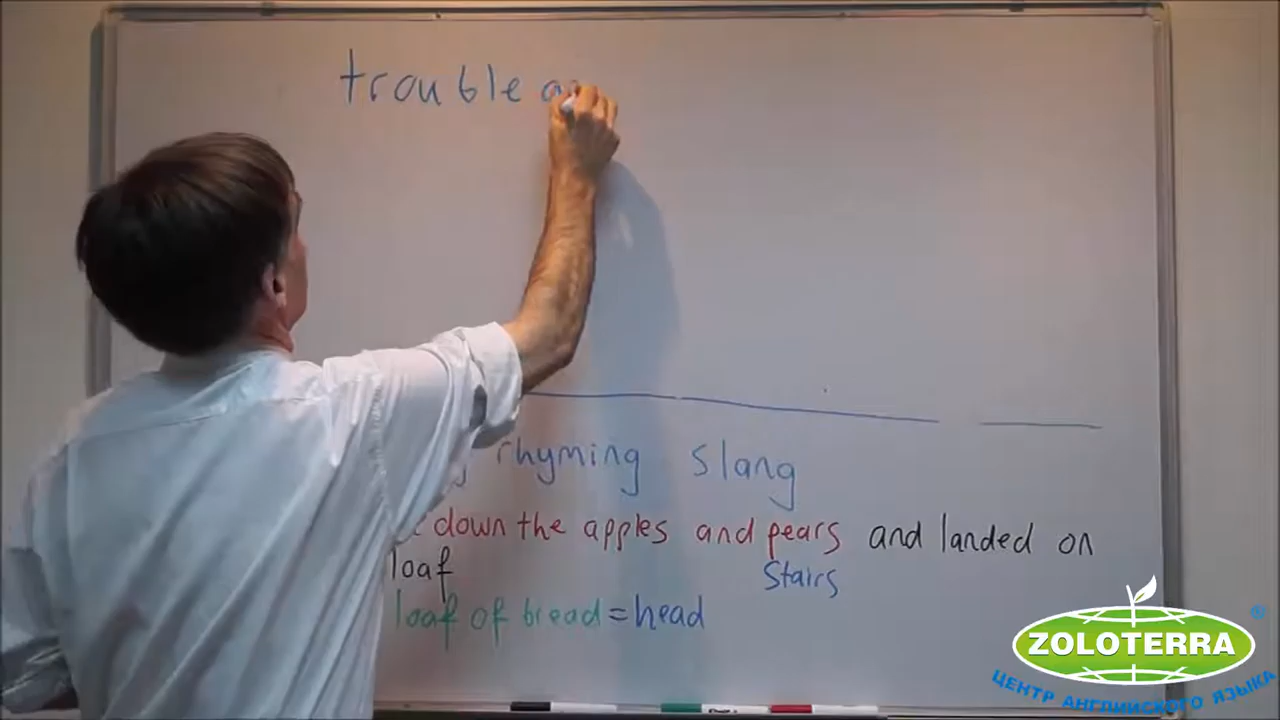 trouble
rhyming slang
down the apples and pears and landed on
loaf
stairs
loaf of bread = head
ZOLOTERRA
®
ЦЕНТР АНГЛИЙСКОГО ЯЗЫКА